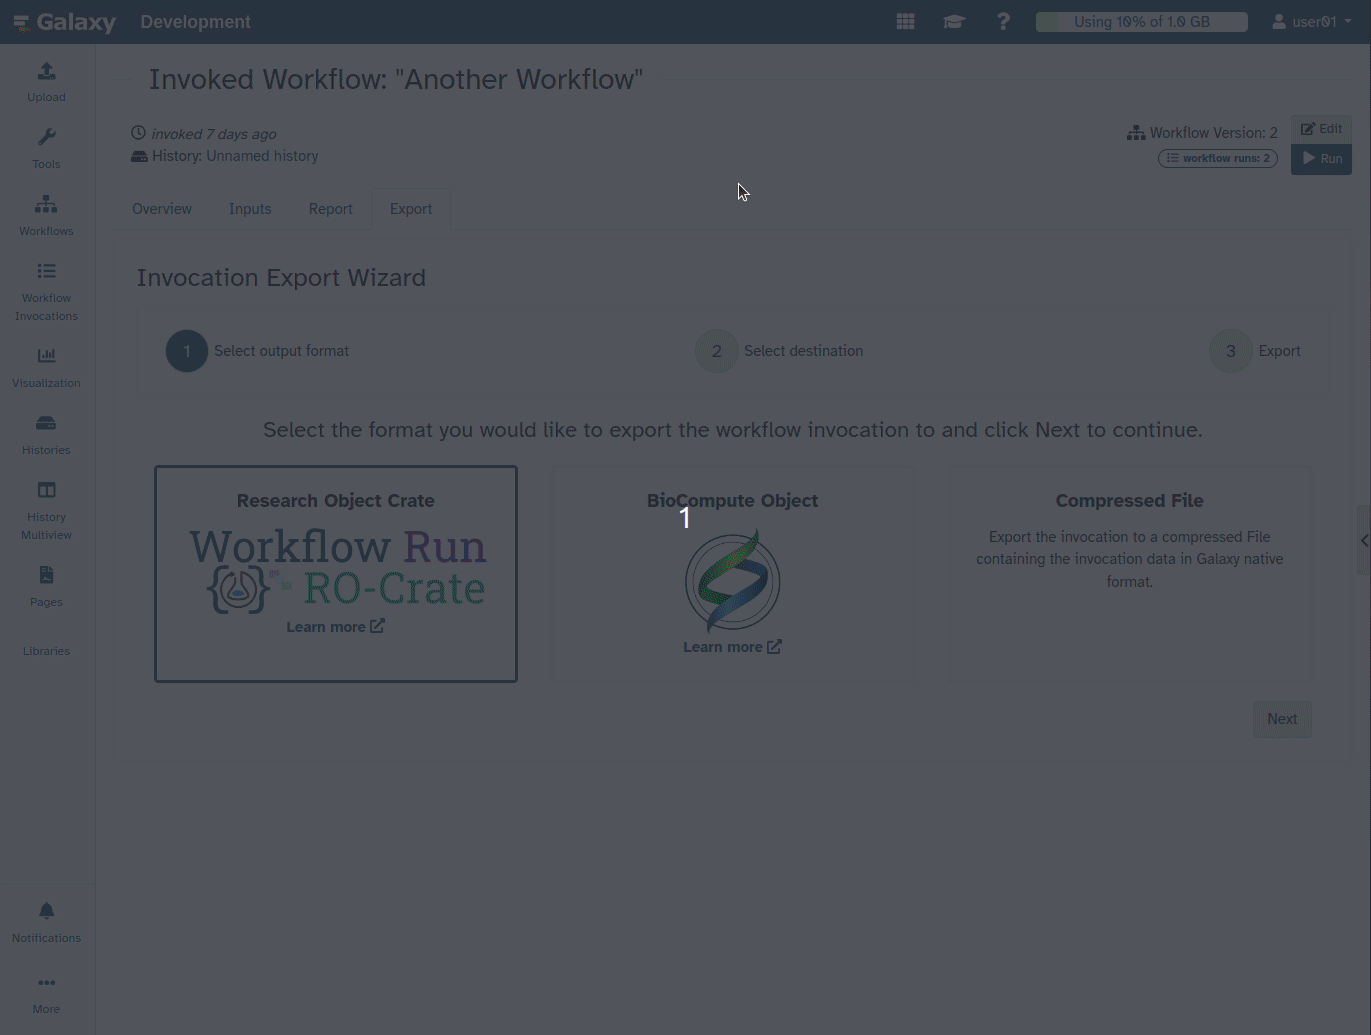 Galaxy Development
Using 10% of 1.0 GB
user01
Upload
Tools
Workflows
Workflow
Invocations
Visualization
Histories
History
Multiview
Pages
Libraries
Notifications
More
Invoked Workflow: "Another Workflow"
invoked 7 days ago
History: Unnamed history
Workflow Version: 2
workflow runs: 2
Edit
Run
Overview Inputs Report Export
Invocation Export Wizard
1 Select output format
2 Select destination
3 Export
Select the format you would like to export the workflow invocation to and click Next to continue.
Research Object Crate
Workflow Run
RO-Crate
Learn more
BioCompute Object
1
Learn more
Compressed File
Export the invocation to a compressed File
containing the invocation data in Galaxy native
format.
Next